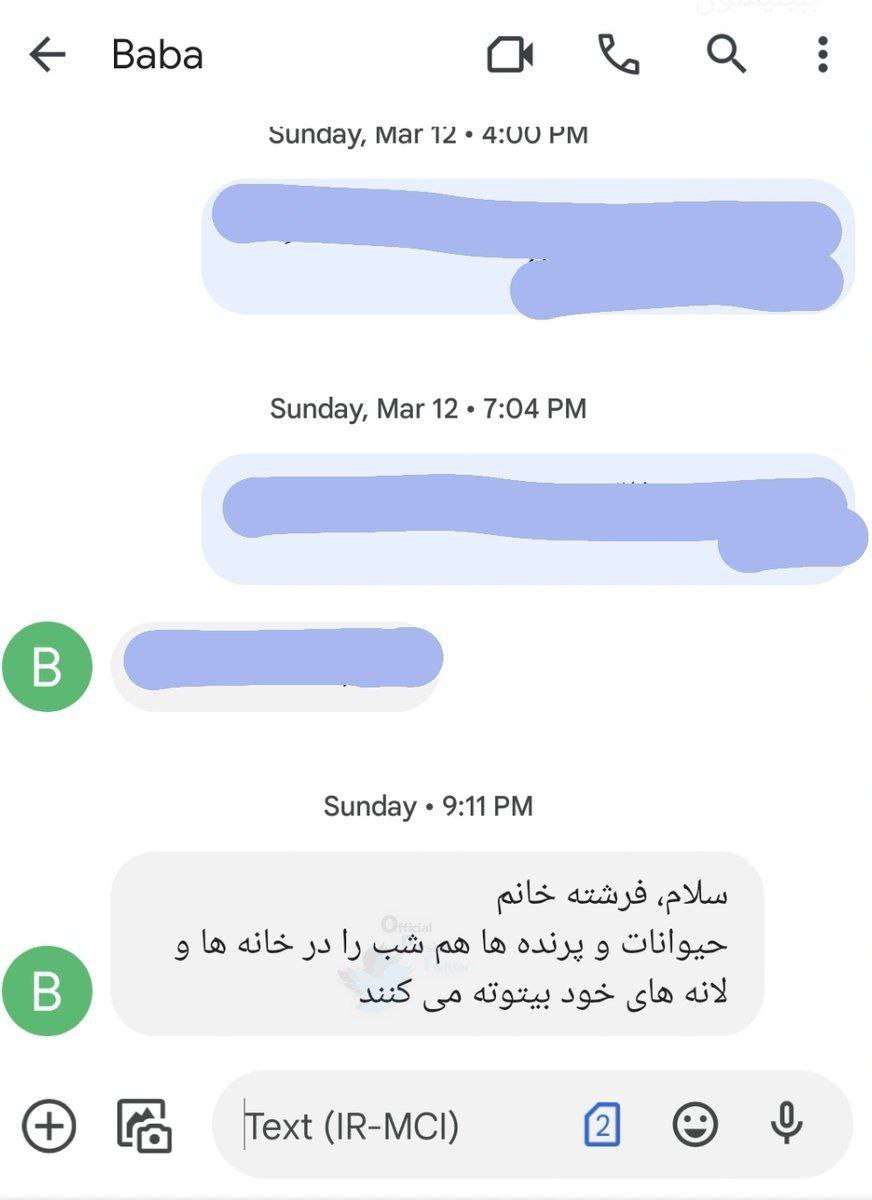 Baba
Sunday, Mar 12 • 4:00 PM
Sunday, Mar 12 • 7:04 PM
B
Sunday • 9:11 PM
سلام، فرشته خانم
حیوانات و پرنده ها هم شب را در خانه ها و
لانه های خود بیتوته می کنند
Official
Twitter
B
Text (IR-MCI)
2